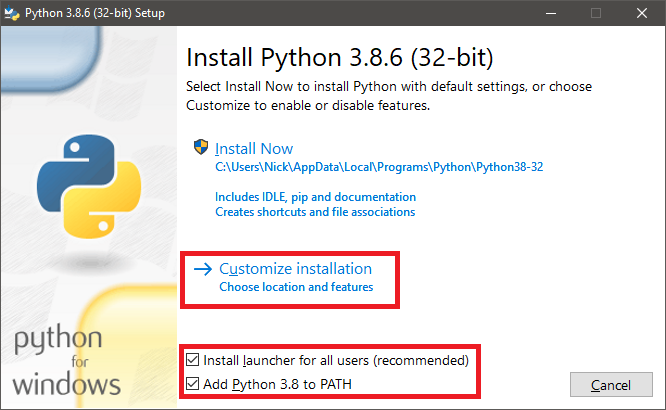 Python 3.8.6 (32-bit) Setup
Install Python 3.8.6 (32-bit)
Select Install Now to install Python with default settings, or choose
Customize to enable or disable features.
Install Now
C:\Users\Nick\AppData\Local\Programs\Python\Python38-32
Includes IDLE, pip and documentation
Creates shortcuts and file associations
Customize installation
Choose location and features
Install launcher for all users (recommended)
Add Python 3.8 to PATH
python
for
windows
Cancel